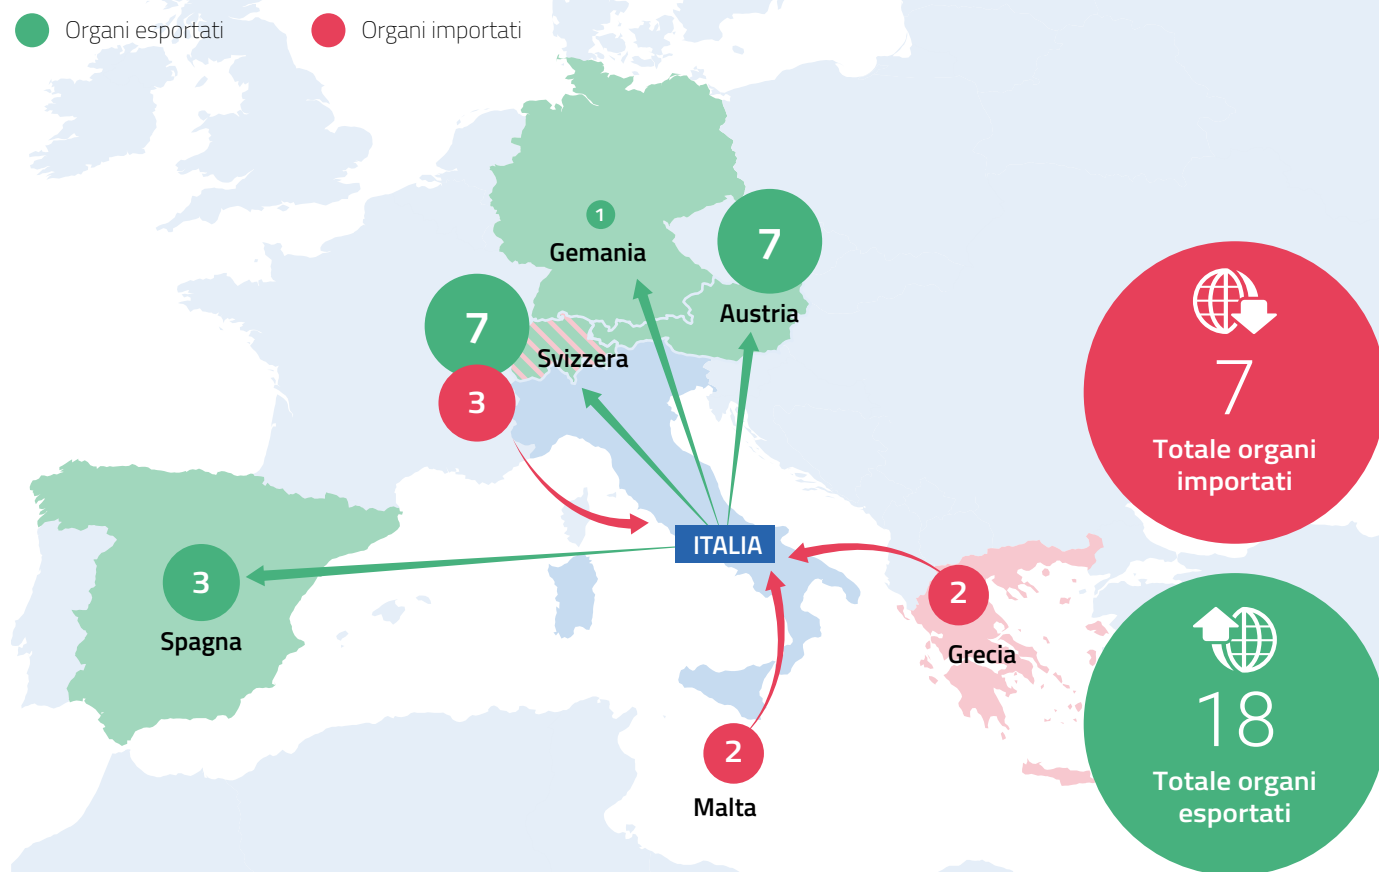 Organi esportati
Organi importati
1
Gemania
7
Austria
7
Svizzera
3
ITALIA
3
Spagna
2
Grecia
2
Malta
7
Totale organi
importati
18
Totale organi
esportati